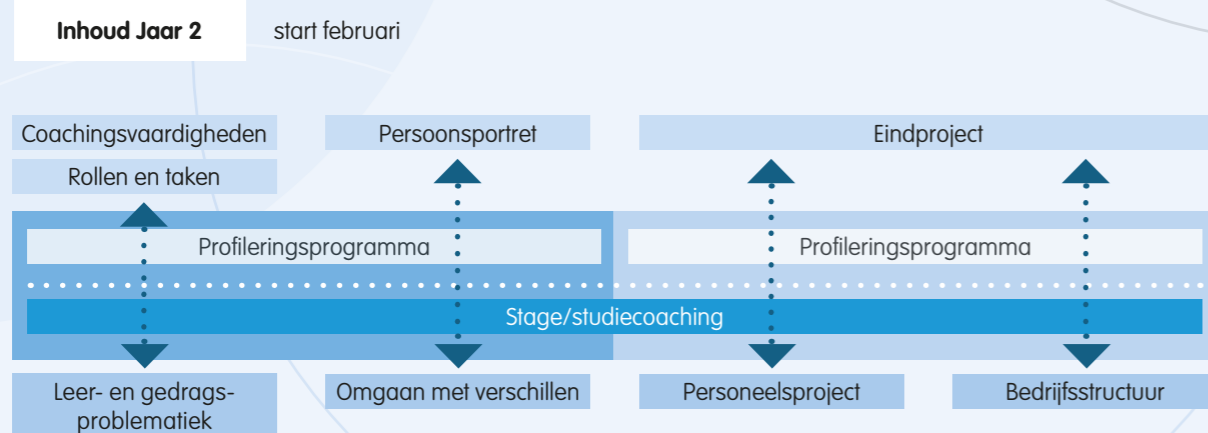 Inhoud Jaar 2 start februari
Coachingsvaardigheden Persoonsportret Eindproject
Rollen en taken
Profileringsprogramma Profileringsprogramma
Stage/studiecoaching
Leer- en gedrags- Omgaan met verschillen Personeelsproject Bedrijfsstructuur
problematiek